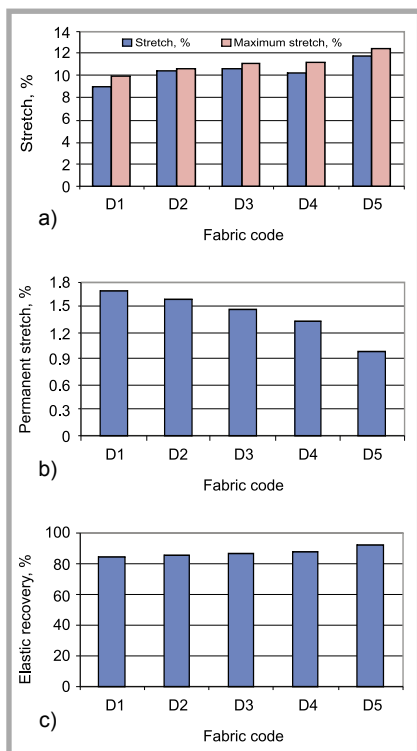 14
Stretch, % Maximum stretch, %
12
10
8
6
4
2
0
Stretch, %
D1 D2 D3 D4 D5
a)
Fabric code
1.8
1.5
1.2
0.9
0.6
0.3
0
Permanent stretch, %
D1 D2 D3 D4 D5
b)
Fabric code
100
80
60
40
20
0
Elastic recovery, %
D1 D2 D3 D4 D5
c)
Fabric code